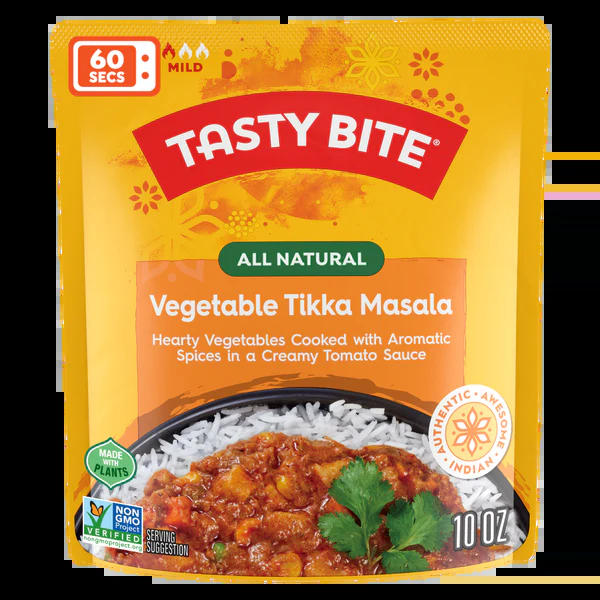 60
SECS
MILD
TASTY BITE®
ALL NATURAL
Vegetable Tikka Masala
Hearty Vegetables Cooked with Aromatic
Spices in a Creamy Tomato Sauce
AUTHENTIC • AWESOME • INDIAN •
MADE
WITH
PLANTS
NON
GMO
Project
VERIFIED
nongmoproject.org
SERVING
SUGGESTION
10 OZ